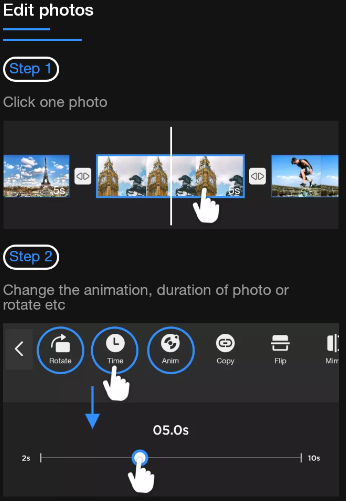 Edit photos
Step 1
Click one photo
5s
5s
Step 2
Change the animation, duration of photo or
rotate etc
Rotate
Time
Anim
Copy
Flip
Mirr
05.0s
2s
10s